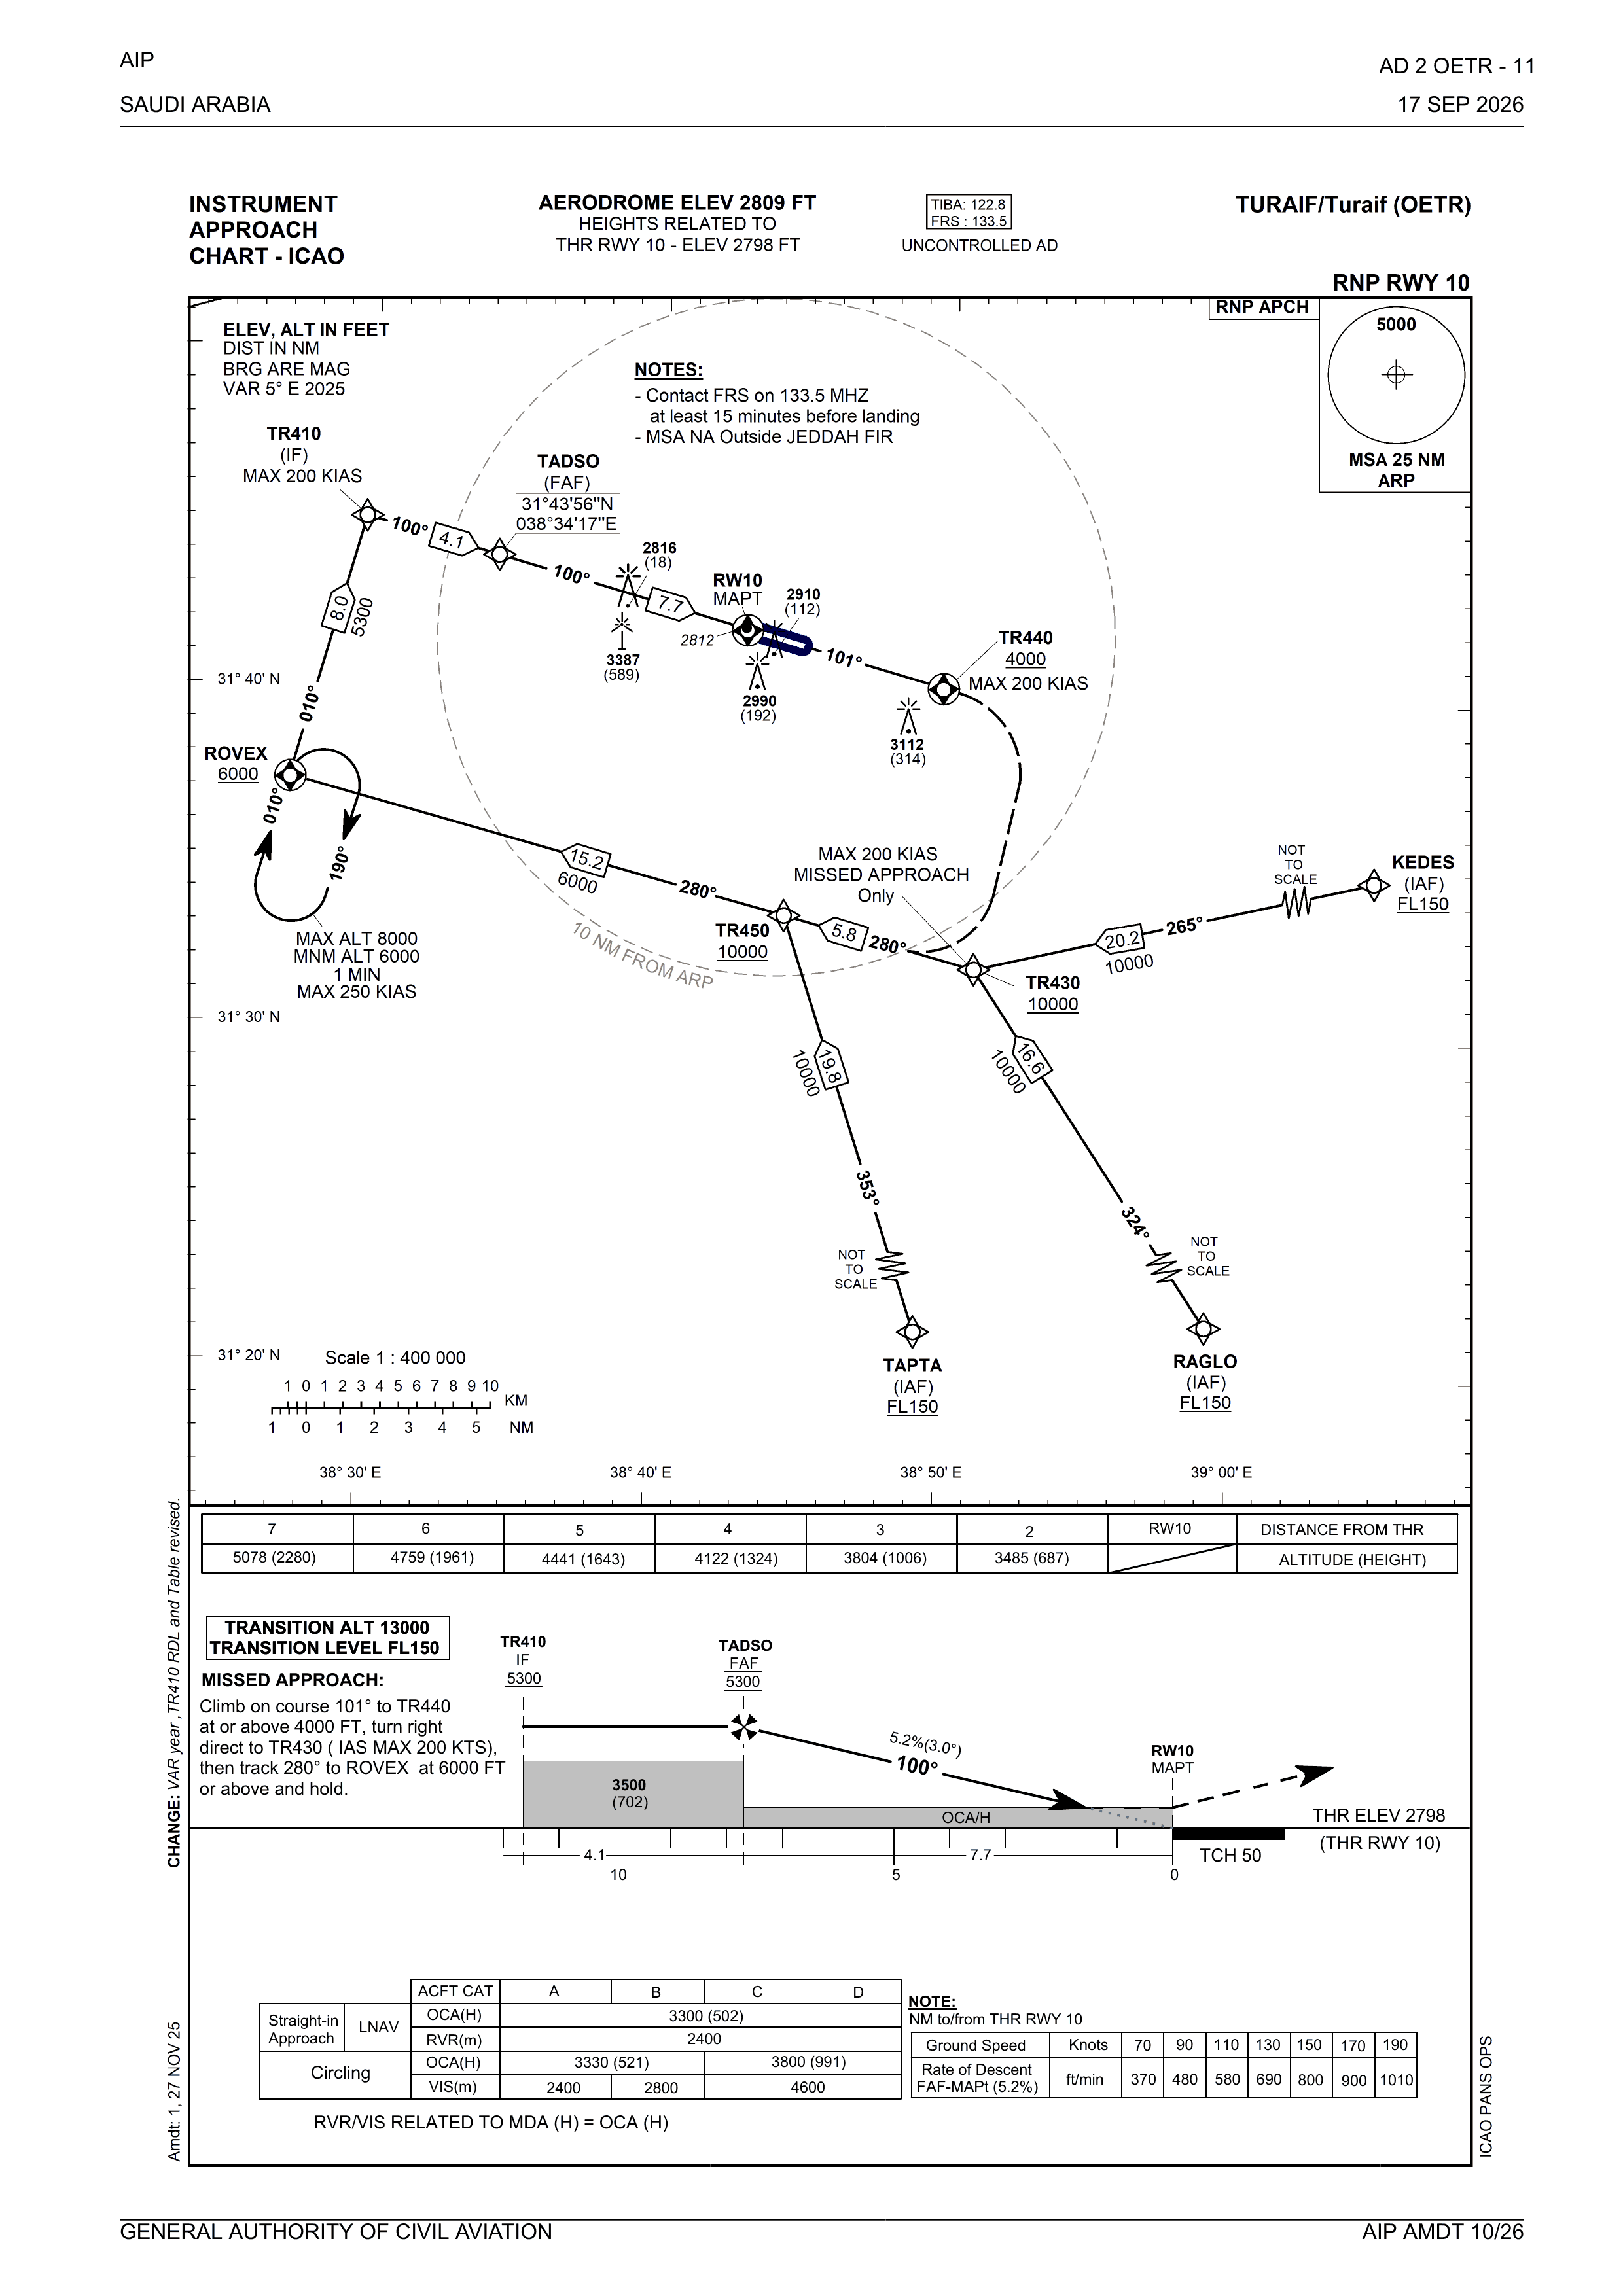 AIP
AD 2 OETR - 11
SAUDI ARABIA
17 SEP 2026
INSTRUMENT
APPROACH
CHART - ICAO
AERODROME ELEV 2809 FT
HEIGHTS RELATED TO
THR RWY 10 - ELEV 2798 FT
TIBA: 122.8
FRS : 133.5
UNCONTROLLED AD
TURAIF/Turaif (OETR)
RNP RWY 10
RNP APCH
5000
MSA 25 NM
ARP
ELEV, ALT IN FEET
DIST IN NM
BRG ARE MAG
VAR 5° E 2025
NOTES:
- Contact FRS on 133.5 MHZ
at least 15 minutes before landing
- MSA NA Outside JEDDAH FIR
TR410
(IF)
MAX 200 KIAS
TADSO
(FAF)
31°43'56"N
038°34'17"E
100°
4.1
100°
2816
(18)
7.7
RW10
MAPT
2910
(112)
2812
3387
(589)
2990
(192)
101°
TR440
4000
MAX 200 KIAS
3112
(314)
8.0
5300
010°
31° 40' N
ROVEX
6000
010°
190°
MAX ALT 8000
MNM ALT 6000
1 MIN
MAX 250 KIAS
15.2
6000
280°
MAX 200 KIAS
MISSED APPROACH
Only
TR450
10000
5.8
280°
10 NM FROM ARP
TR430
10000
20.2
10000
265°
NOT
TO
SCALE
KEDES
(IAF)
FL150
31° 30' N
19.8
10000
353°
NOT
TO
SCALE
16.6
10000
324°
NOT
TO
SCALE
TAPTA
(IAF)
FL150
RAGLO
(IAF)
FL150
31° 20' N
Scale 1 : 400 000
1 0 1 2 3 4 5 6 7 8 9 10
KM
1 0 1 2 3 4 5 NM
38° 30' E
38° 40' E
38° 50' E
39° 00' E
7 6 5 4 3 2 RW10 DISTANCE FROM THR
5078 (2280) 4759 (1961) 4441 (1643) 4122 (1324) 3804 (1006) 3485 (687) ALTITUDE (HEIGHT)
TRANSITION ALT 13000
TRANSITION LEVEL FL150
MISSED APPROACH:
Climb on course 101° to TR440
at or above 4000 FT, turn right
direct to TR430 ( IAS MAX 200 KTS),
then track 280° to ROVEX at 6000 FT
or above and hold.
TR410
IF
5300
TADSO
FAF
5300
5.2%(3.0°)
100°
RW10
MAPT
3500
(702)
OCA/H
THR ELEV 2798
(THR RWY 10)
TCH 50
4.1
7.7
10
5
0
ACFT CAT A B C D
Straight-in
Approach
LNAV
OCA(H) 3300 (502)
RVR(m) 2400
Circling
OCA(H) 3330 (521) 3800 (991)
VIS(m) 2400 2800 4600
RVR/VIS RELATED TO MDA (H) = OCA (H)
NOTE:
NM to/from THR RWY 10
Ground Speed Knots 70 90 110 130 150 170 190
Rate of Descent
FAF-MAPt (5.2%)
ft/min 370 480 580 690 800 900 1010
CHANGE: VAR year ,TR410 RDL and Table revised.
Amdt: 1, 27 NOV 25
ICAO PANS OPS
GENERAL AUTHORITY OF CIVIL AVIATION
AIP AMDT 10/26